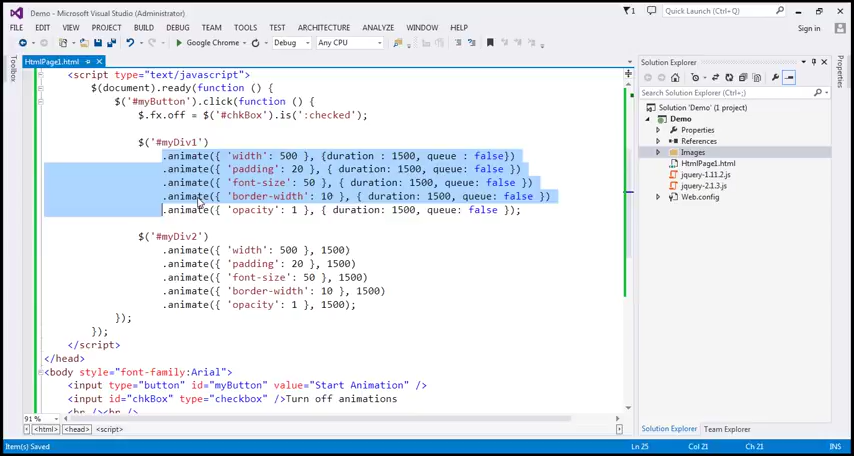 Demo - Microsoft Visual Studio (Administrator)
1
Quick Launch (Ctrl+Q)
FILE EDIT VIEW PROJECT BUILD DEBUG TEAM TOOLS TEST ARCHITECTURE ANALYZE WINDOW HELP
Sign in
Google Chrome Debug Any CPU
Toolbox
HtmlPage1.html
<script type="text/javascript">
$(document).ready(function () {
$('#myButton').click(function () {
$.fx.off = $('#chkBox').is(':checked');
$('#myDiv1')
.animate({ 'width': 500 }, {duration : 1500, queue : false})
.animate({ 'padding': 20 }, { duration: 1500, queue: false })
.animate({ 'font-size': 50 }, { duration: 1500, queue: false })
.animate({ 'border-width': 10 }, { duration: 1500, queue: false })
.animate({ 'opacity': 1 }, { duration: 1500, queue: false });
$('#myDiv2')
.animate({ 'width': 500 }, 1500)
.animate({ 'padding': 20 }, 1500)
.animate({ 'font-size': 50 }, 1500)
.animate({ 'border-width': 10 }, 1500)
.animate({ 'opacity': 1 }, 1500);
});
});
</script>
</head>
<body style="font-family:Arial">
<input type="button" id="myButton" value="Start Animation" />
<input id="chkBox" type="checkbox" />Turn off animations
<br /><br />
91 %
<html> <head> <script>
Solution Explorer
Search Solution Explorer (Ctrl+;)
Solution 'Demo' (1 project)
Demo
Properties
References
Images
HtmlPage1.html
jquery-1.11.2.js
jquery-2.1.3.js
Web.config
Solution Explorer Team Explorer
Properties
Item(s) Saved Ln 25 Col 21 Ch 21 INS